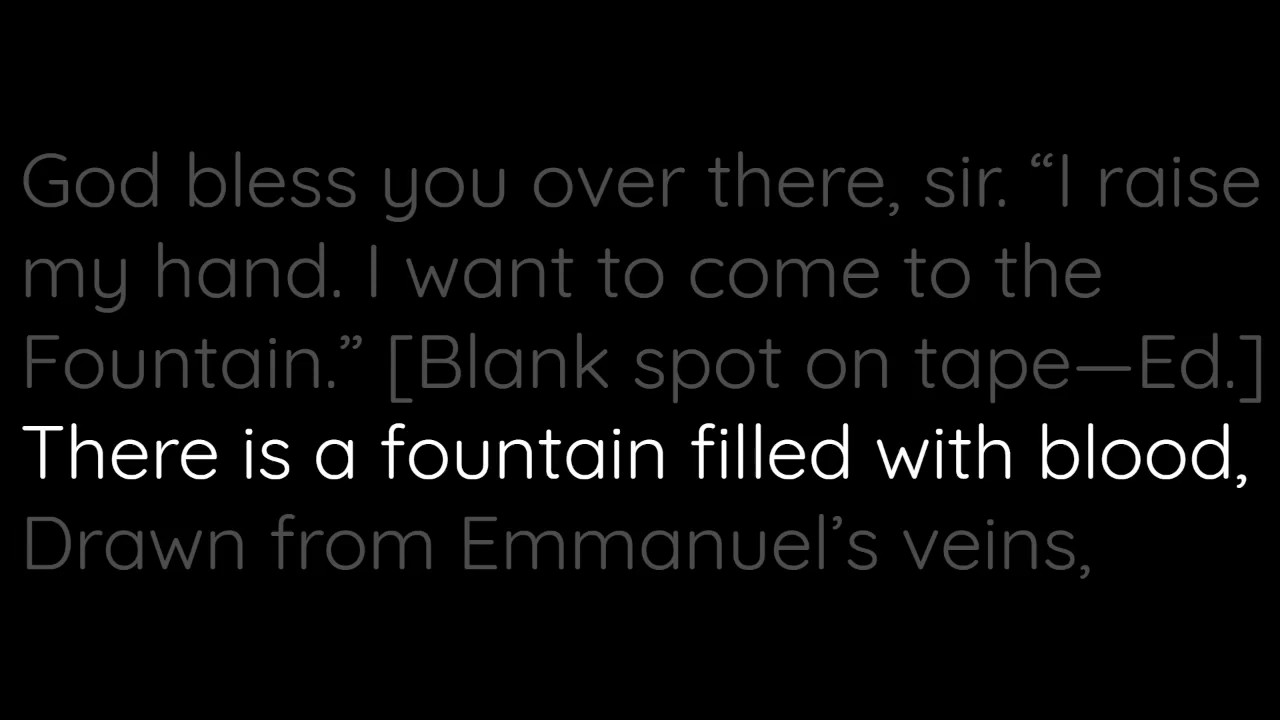 God bless you over there, sir. “I raise
my hand. I want to come to the
Fountain.” [Blank spot on tape—Ed.]
There is a fountain filled with blood,
Drawn from Emmanuel’s veins,